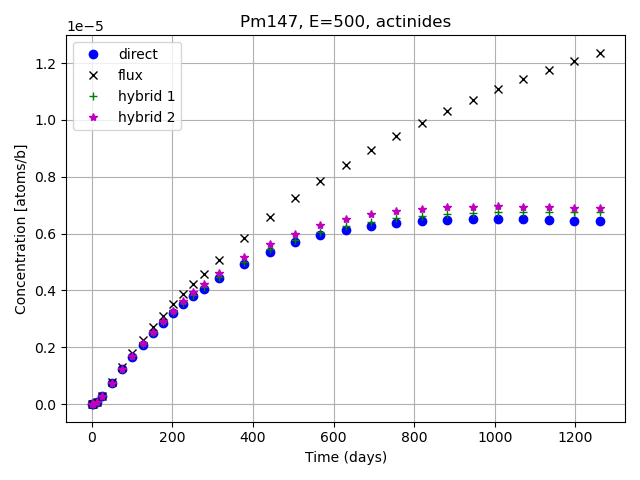 Pm147, E=500, actinides
1e−5
direct
flux
hybrid 1
hybrid 2
Concentration [atoms/b]
1.2
1.0
0.8
0.6
0.4
0.2
0.0
0 200 400 600 800 1000 1200
Time (days)